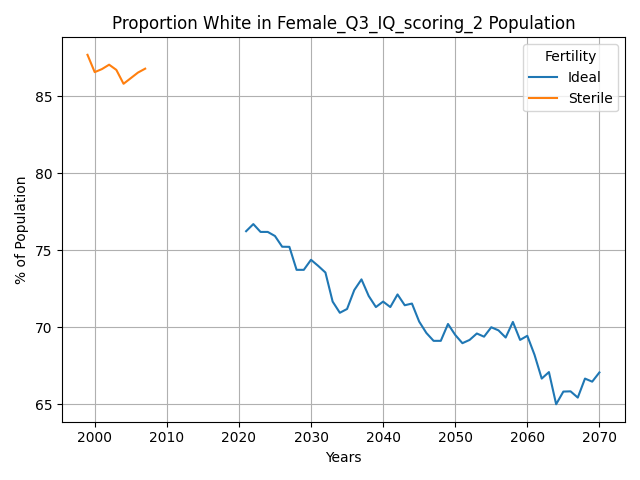 Proportion White in Female_Q3_IQ_scoring_2 Population
Fertility
Ideal
Sterile
% of Population
85
80
75
70
65
2000 2010 2020 2030 2040 2050 2060 2070
Years